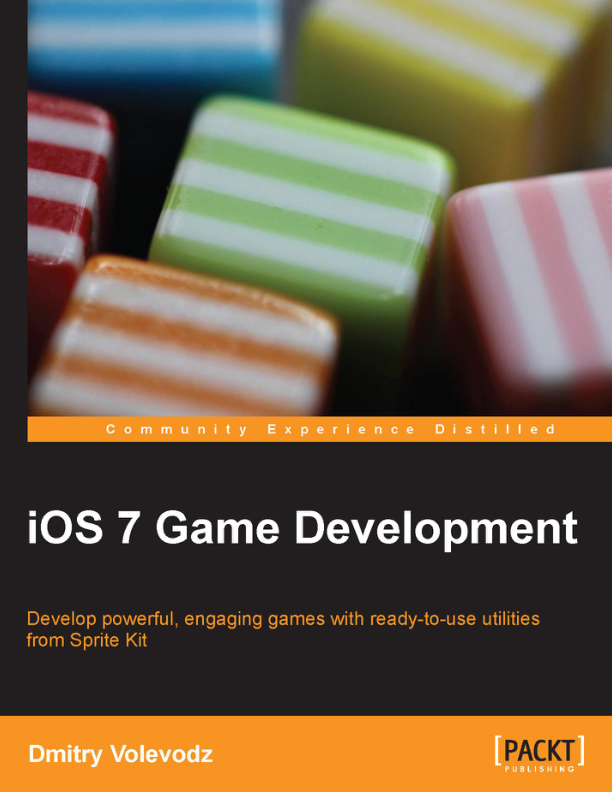 Community Experience Distilled
iOS 7 Game Development
Develop powerful, engaging games with ready-to-use utilities
from Sprite Kit
Dmitry Volevodz
[PACKT]
PUBLISHING